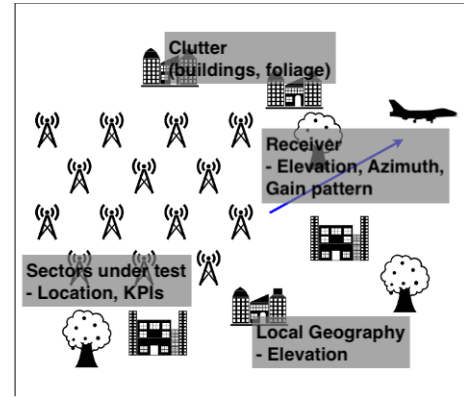 Clutter
(buildings, foliage)
Receiver
- Elevation, Azimuth,
Gain pattern
Sectors under test
- Location, KPIs
Local Geography
- Elevation